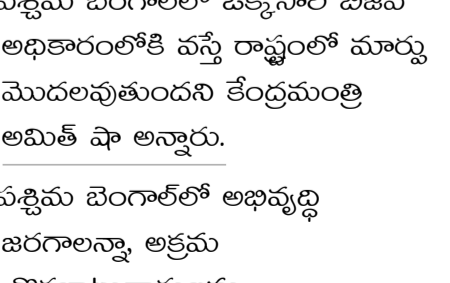 పశ్చిమ బెంగాల్‌లో ఒక్కసారి బీజేపీ
అధికారంలోకి వస్తే రాష్ట్రంలో మార్పు
మొదలవుతుందని కేంద్రమంత్రి
అమిత్ షా అన్నారు.
పశ్చిమ బెంగాల్‌లో అభివృద్ధి
జరగాలన్నా, అక్రమ